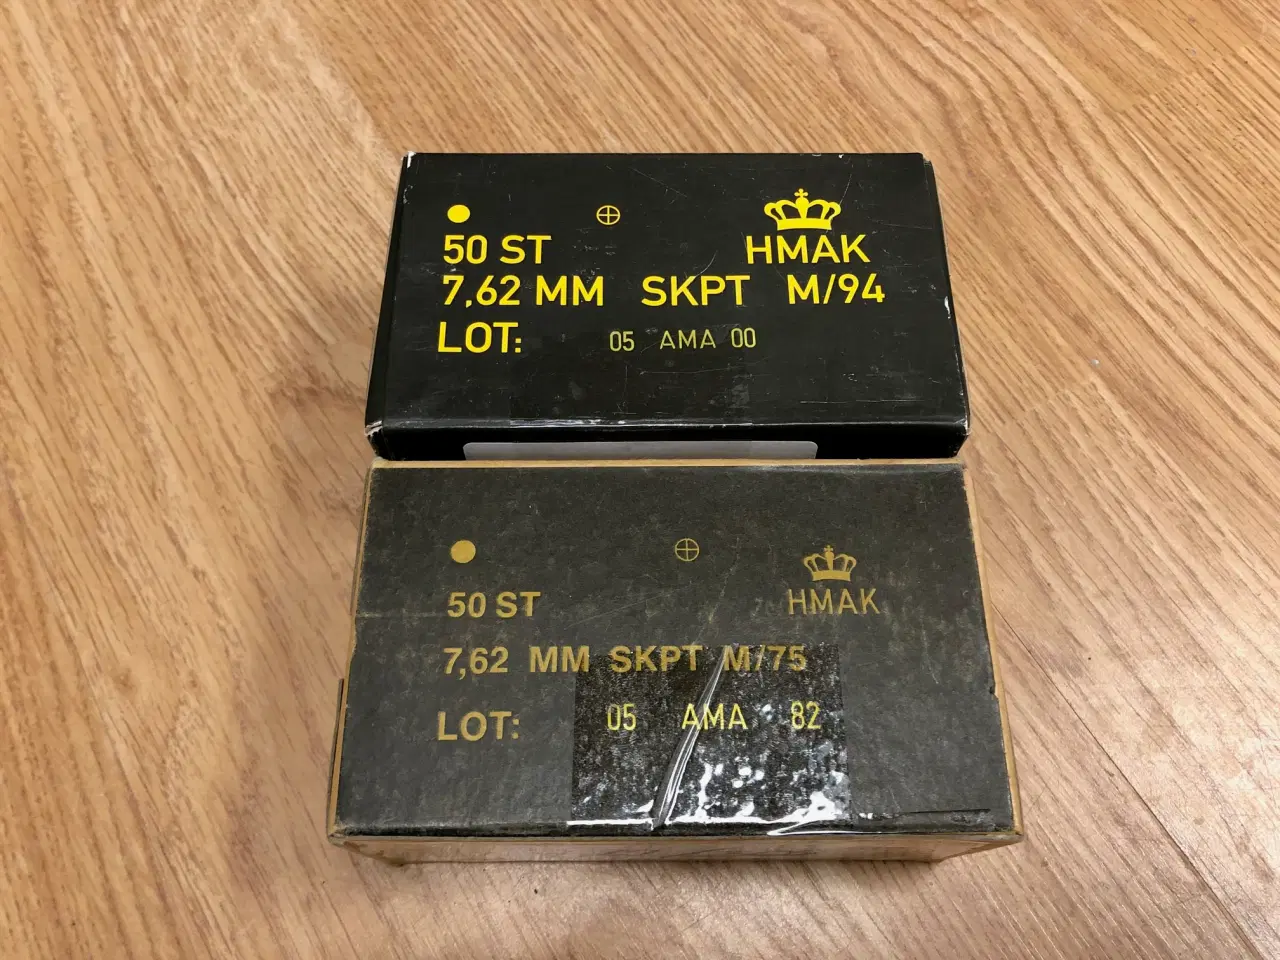 50 ST HMAK
7,62 MM SKPT M/94
LOT: 05 AMA 00
50 ST HMAK
7,62 MM SKPT M/75
LOT: 05 AMA 82